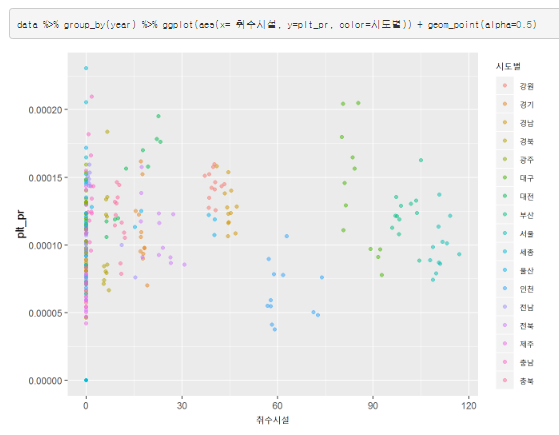 data %>% group_by(year) %>% ggplot(aes(x= 취수시설, y=plt_pr, color=시도별)) + geom_point(alpha=0.5)
시도별
강원
경기
경남
경북
광주
대구
대전
부산
서울
세종
울산
인천
전남
전북
제주
충남
충북
plt_pr
0.00020
0.00015
0.00010
0.00005
0.00000
0
30
60
90
120
취수시설